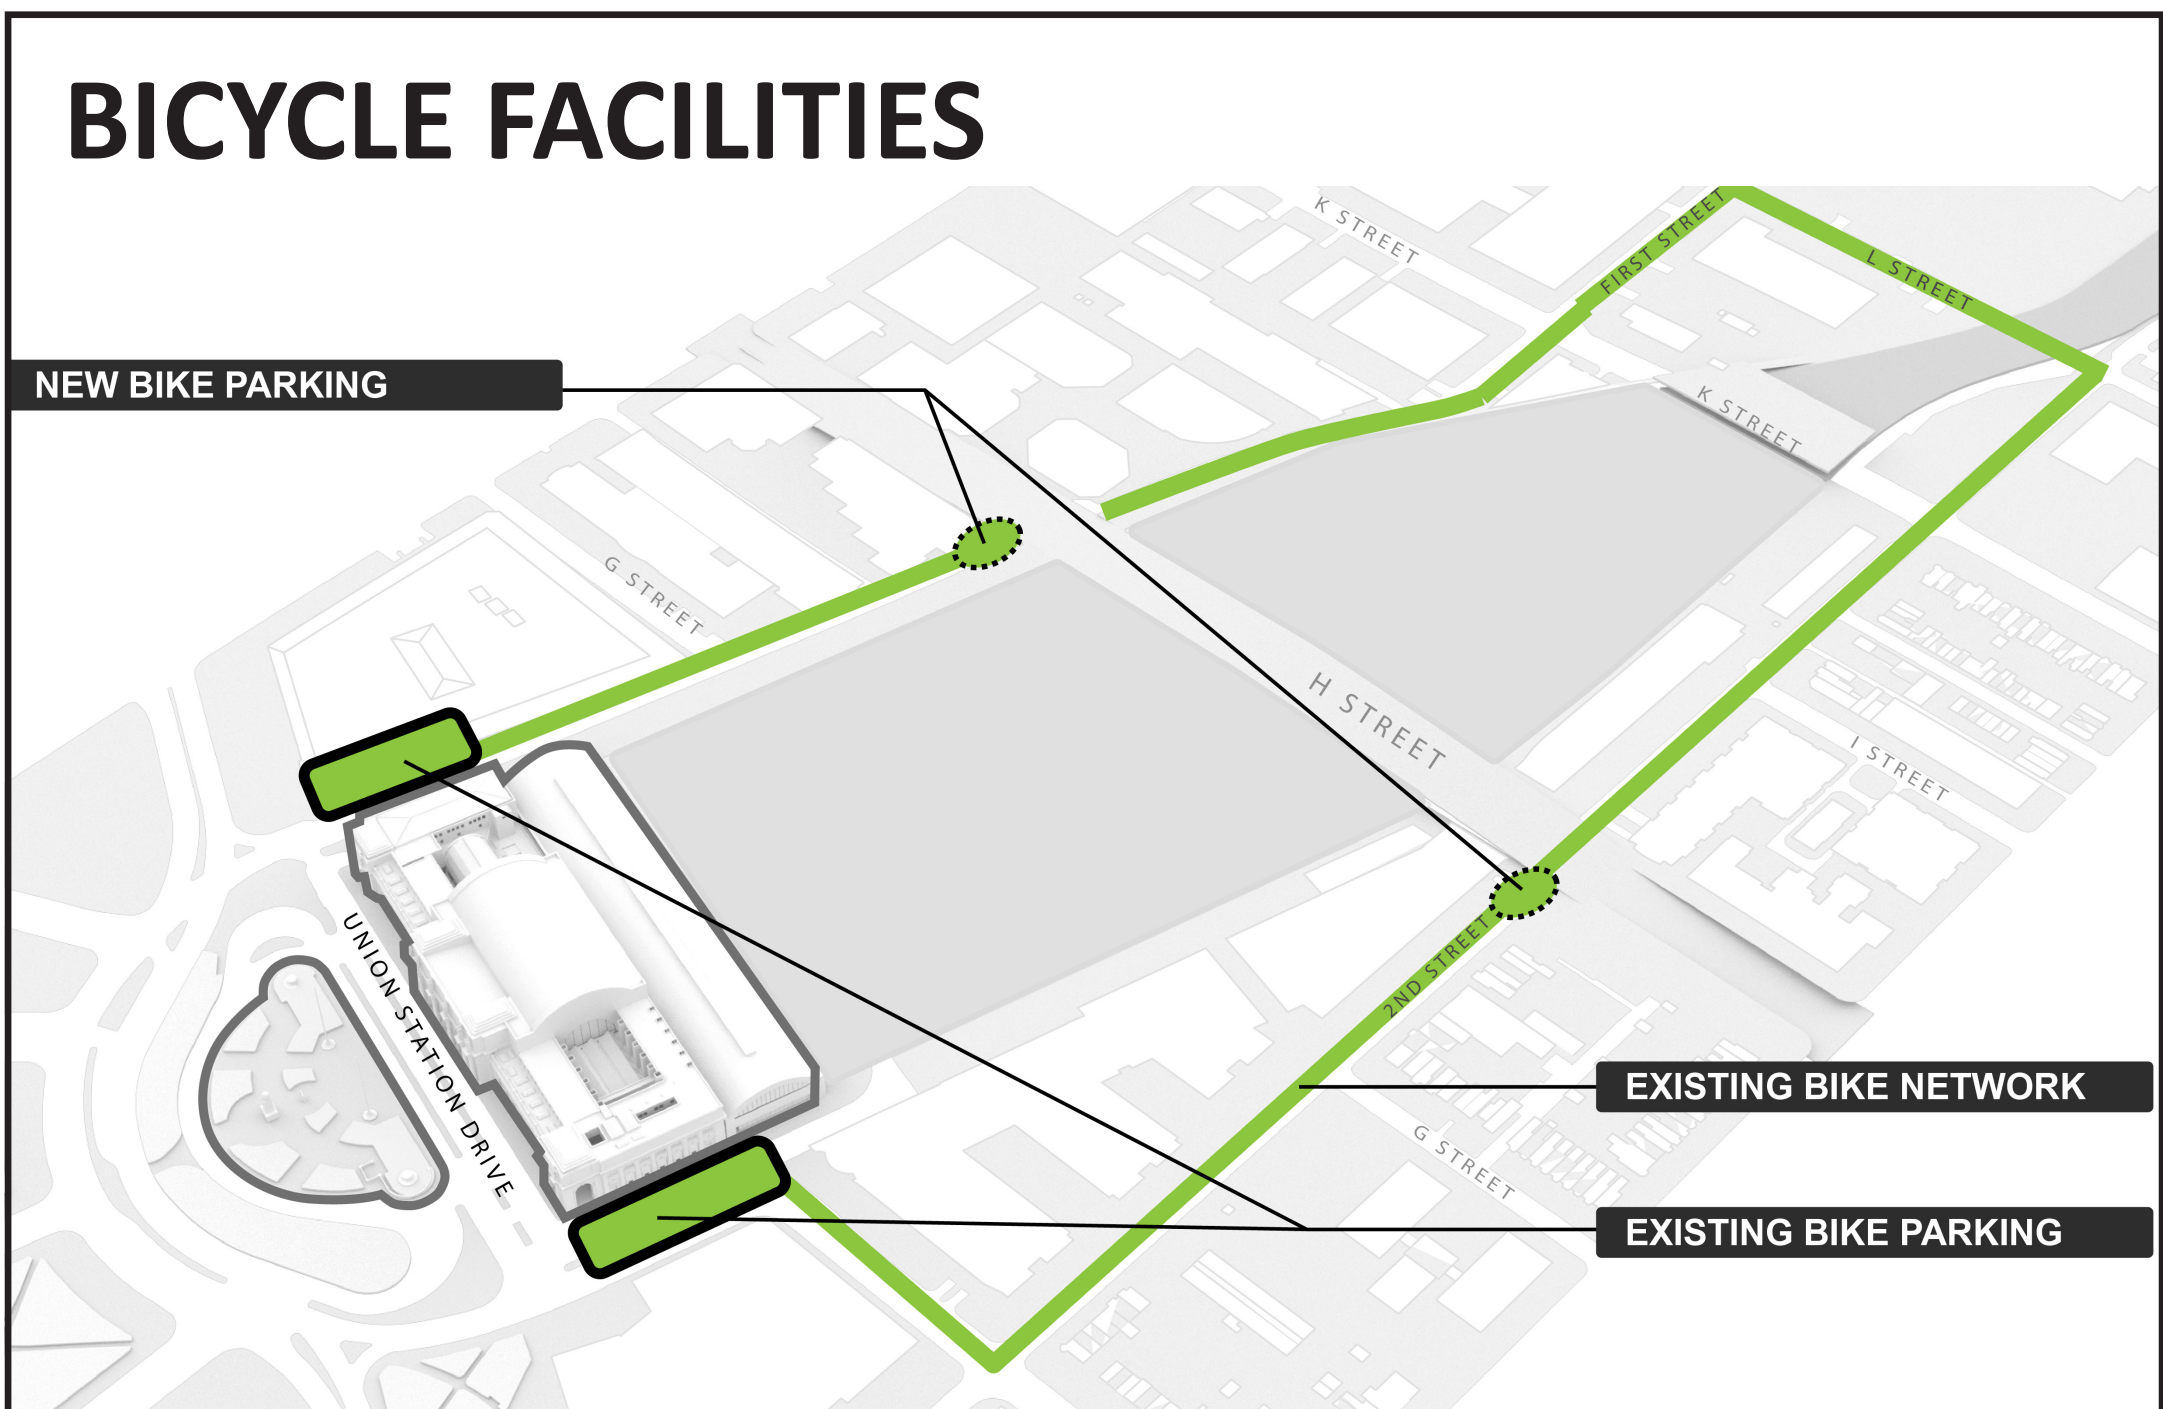 BICYCLE FACILITIES
K STREET
FIRST STREET
L STREET
NEW BIKE PARKING
K STREET
G STREET
H STREET
I STREET
UNION STATION DRIVE
2ND STREET
EXISTING BIKE NETWORK
G STREET
EXISTING BIKE PARKING